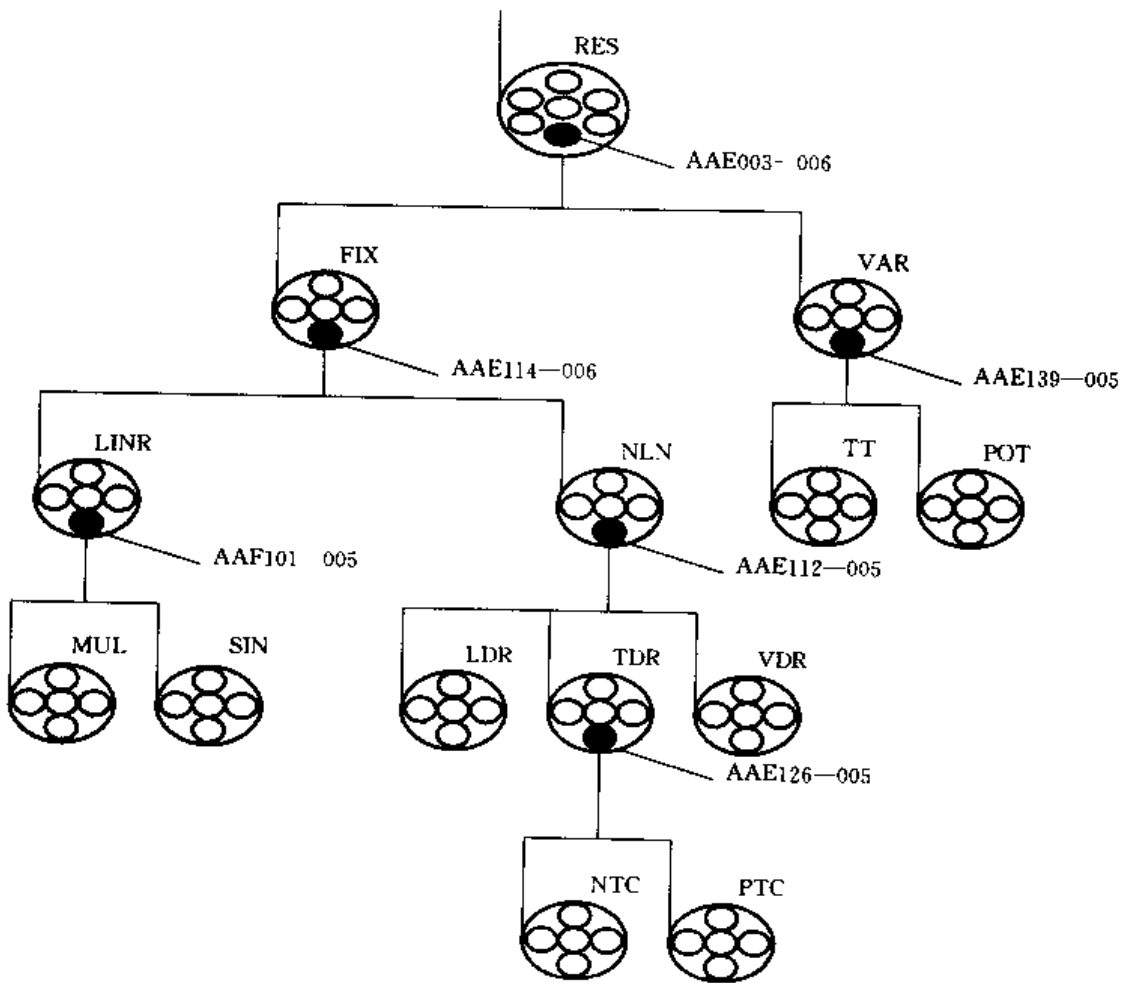 RES
AAE003- 006
FIX
VAR
AAE114—006
AAE139—005
LINR
NLN
TT
POT
AAF101 005
AAE112—005
MUL
SIN
LDR
TDR
VDR
AAE126—005
NTC
PTC